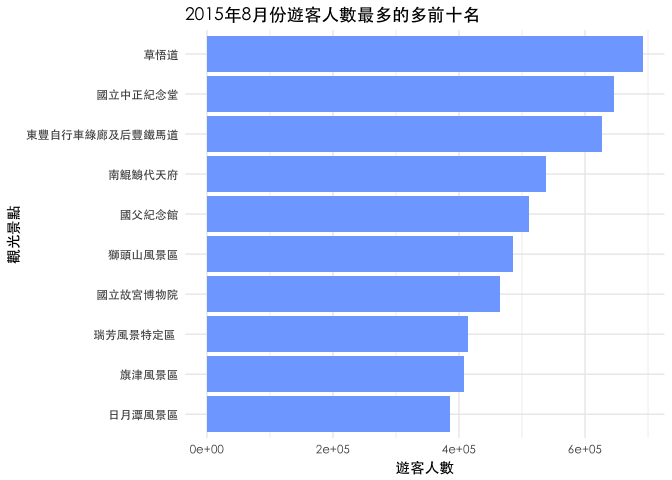 2015年8月份遊客人數最多的多前十名
草悟道
國立中正紀念堂
東豐自行車綠廊及后豐鐵馬道
南鯤鯓代天府
國父紀念館
獅頭山風景區
國立故宮博物院
瑞芳風景特定區
旗津風景區
日月潭風景區
觀光景點
0e+00 2e+05 4e+05 6e+05
遊客人數